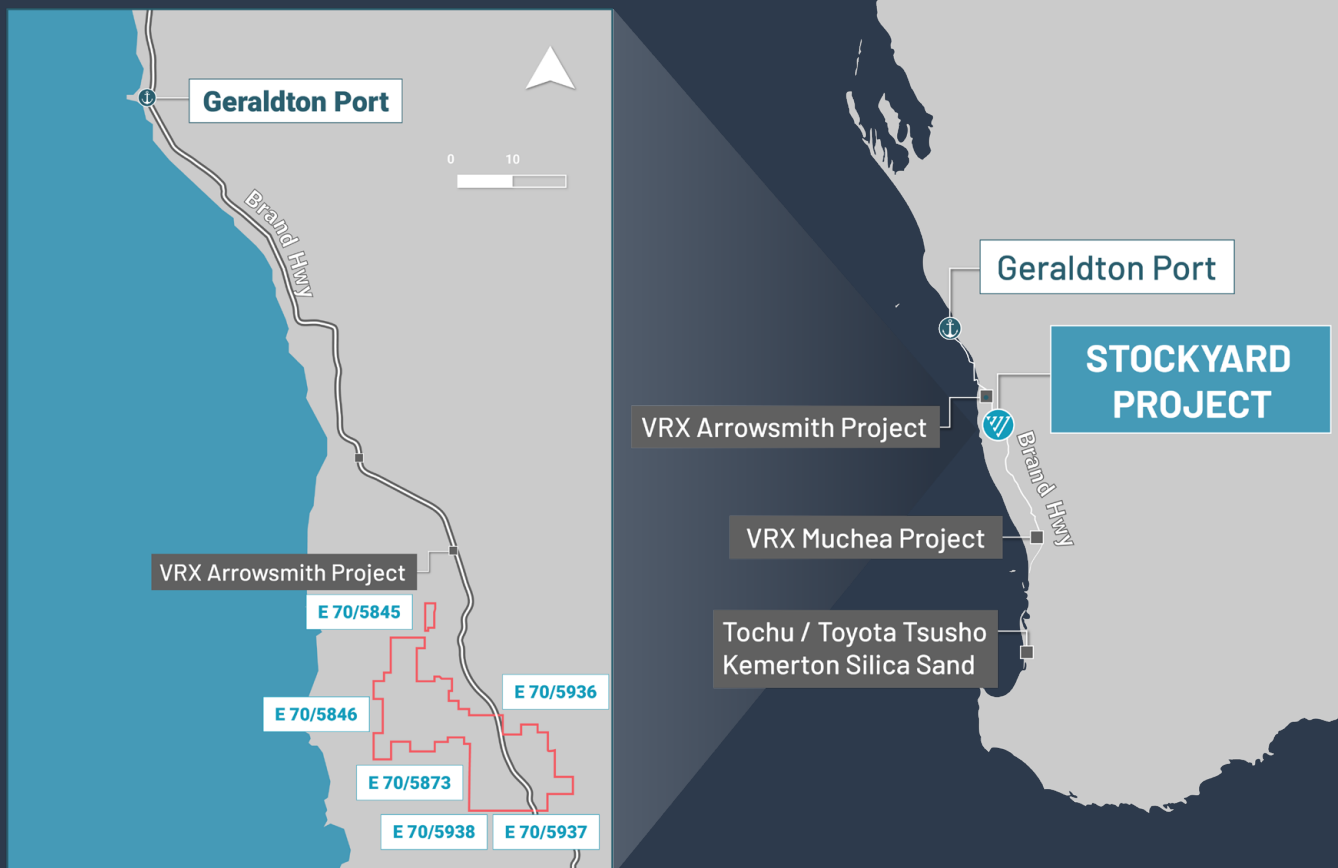 Geraldton Port
0 10
Brand Hwy
VRX Arrowsmith Project
E 70/5845
E 70/5936
E 70/5846
E 70/5873
E 70/5938
E 70/5937
Geraldton Port
STOCKYARD
PROJECT
VRX Arrowsmith Project
Brand Hwy
VRX Muchea Project
Tochu / Toyota Tsusho
Kemerton Silica Sand